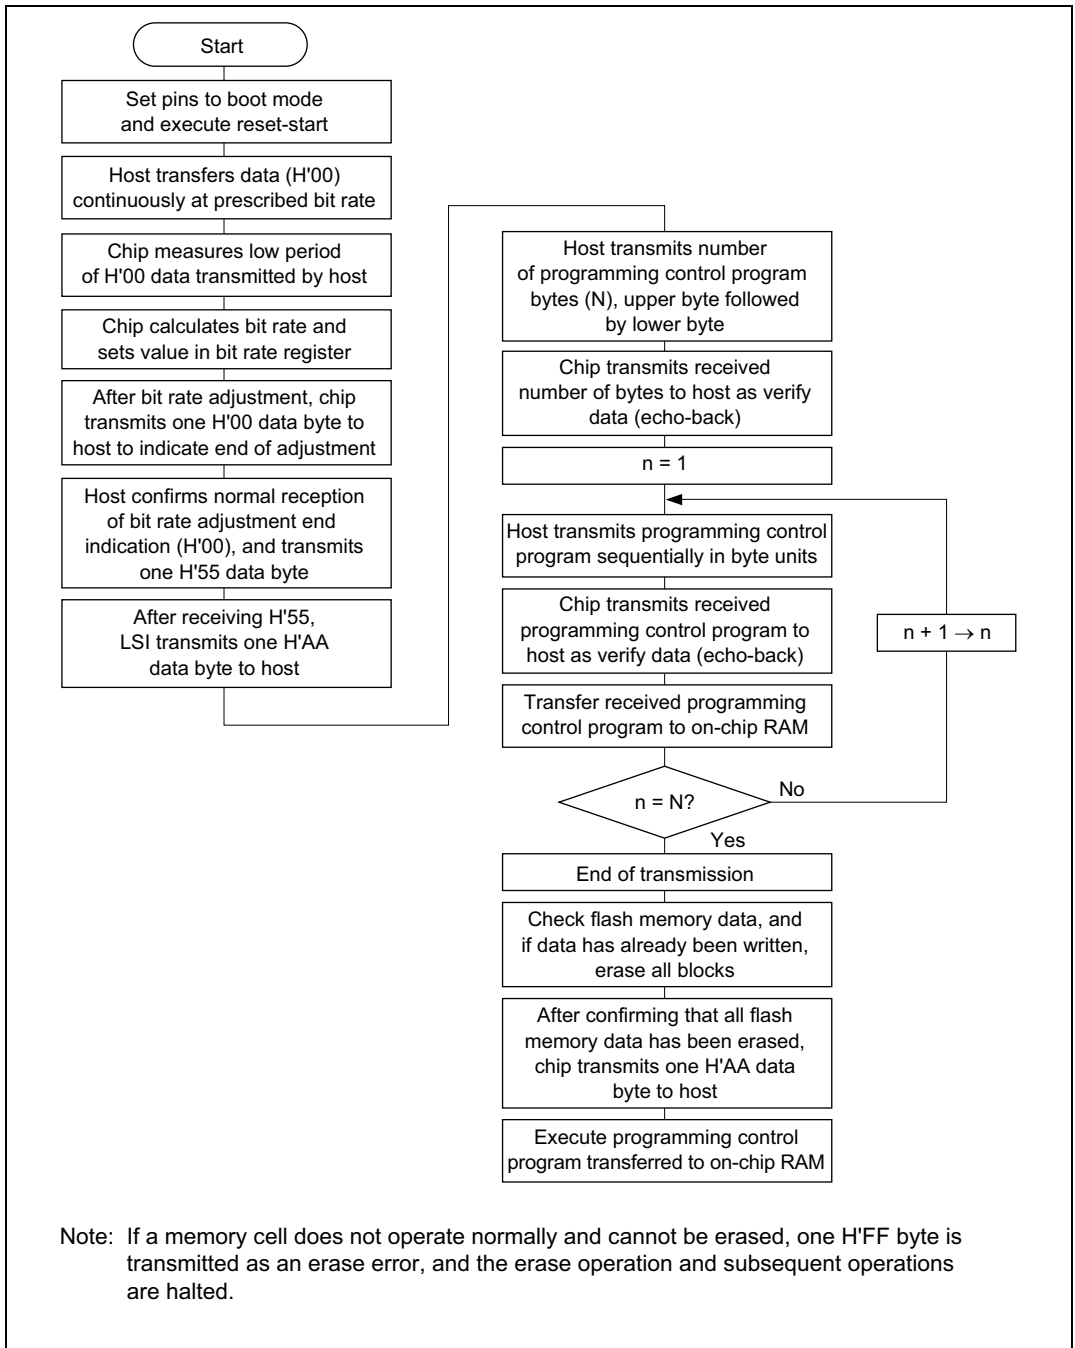 Start
Set pins to boot mode
and execute reset-start
Host transfers data (H'00)
continuously at prescribed bit rate
Chip measures low period
of H'00 data transmitted by host
Chip calculates bit rate and
sets value in bit rate register
After bit rate adjustment, chip
transmits one H'00 data byte to
host to indicate end of adjustment
Host confirms normal reception
of bit rate adjustment end
indication (H'00), and transmits
one H'55 data byte
After receiving H'55,
LSI transmits one H'AA
data byte to host
Host transmits number
of programming control program
bytes (N), upper byte followed
by lower byte
Chip transmits received
number of bytes to host as verify
data (echo-back)
n = 1
Host transmits programming control
program sequentially in byte units
Chip transmits received
programming control program to
host as verify data (echo-back)
n + 1 → n
Transfer received programming
control program to on-chip RAM
n = N?
No
Yes
End of transmission
Check flash memory data, and
if data has already been written,
erase all blocks
After confirming that all flash
memory data has been erased,
chip transmits one H'AA data
byte to host
Execute programming control
program transferred to on-chip RAM
Note: If a memory cell does not operate normally and cannot be erased, one H'FF byte is
transmitted as an erase error, and the erase operation and subsequent operations
are halted.